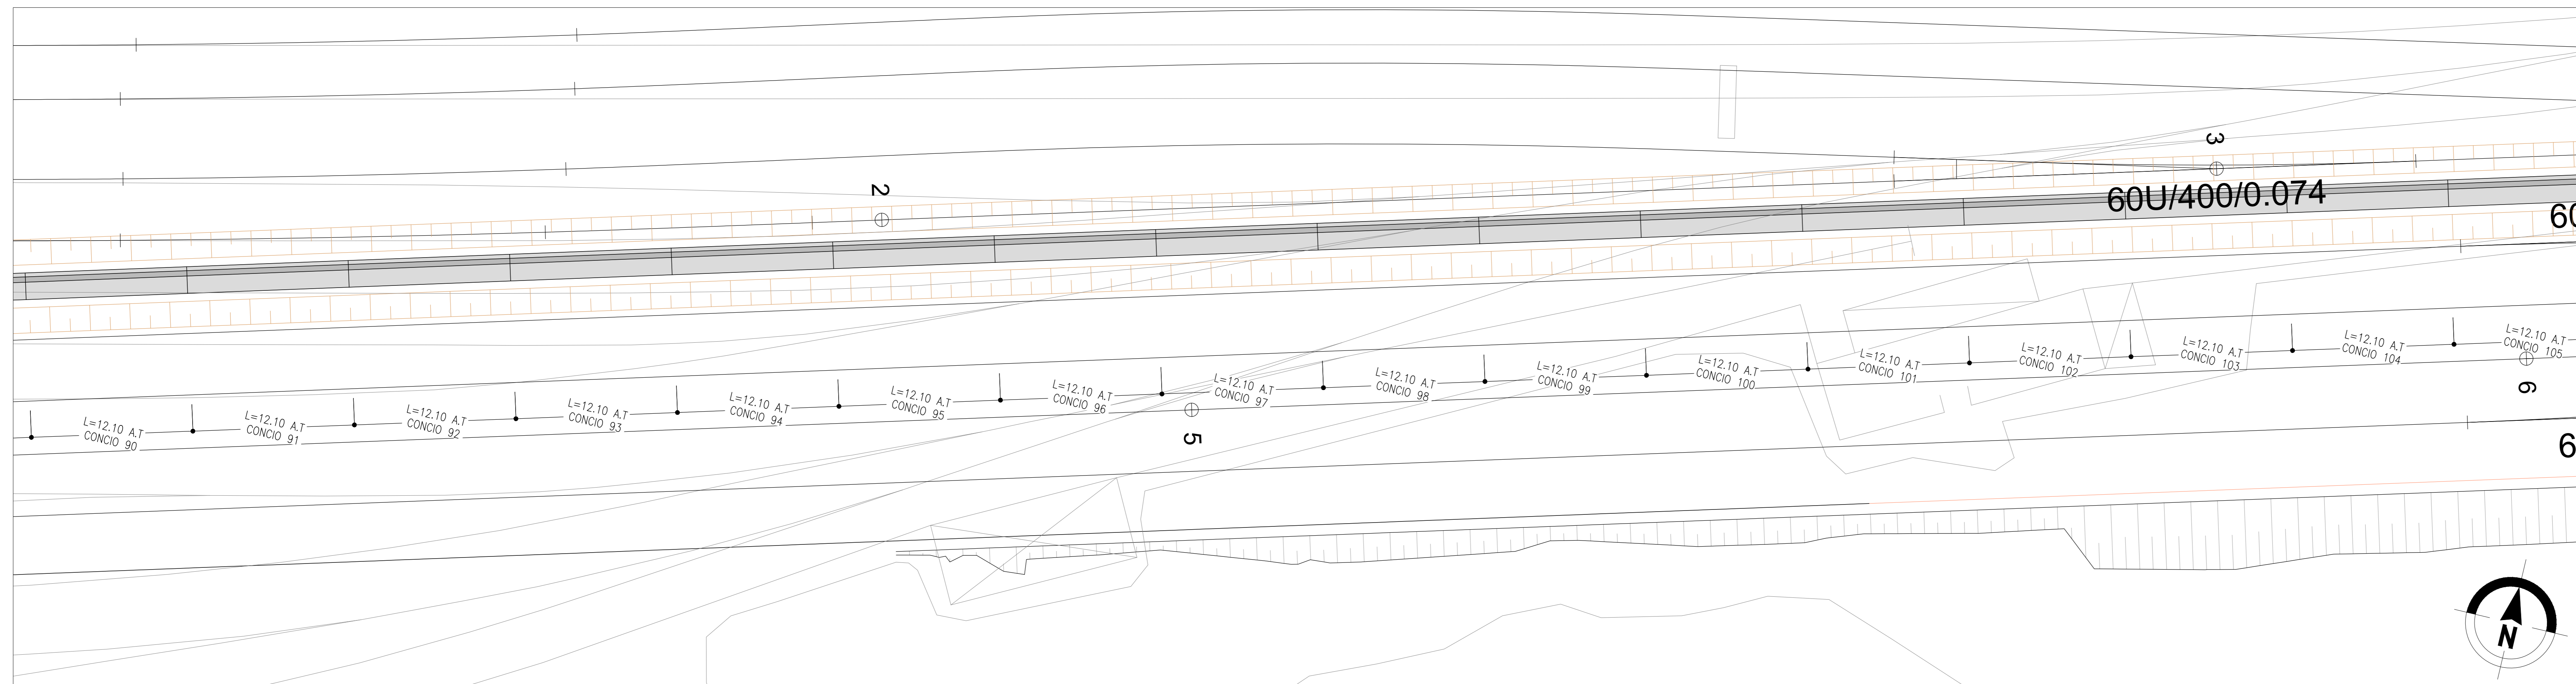 2
3
60U/400/0.074
60
L=12.10 A.T
CONCIO 90
L=12.10 A.T
CONCIO 91
L=12.10 A.T
CONCIO 92
L=12.10 A.T
CONCIO 93
L=12.10 A.T
CONCIO 94
L=12.10 A.T
CONCIO 95
L=12.10 A.T
CONCIO 96
L=12.10 A.T
CONCIO 97
L=12.10 A.T
CONCIO 98
L=12.10 A.T
CONCIO 99
L=12.10 A.T
CONCIO 100
L=12.10 A.T
CONCIO 101
L=12.10 A.T
CONCIO 102
L=12.10 A.T
CONCIO 103
L=12.10 A.T
CONCIO 104
L=12.10 A.T
CONCIO 105
5
6
6
N